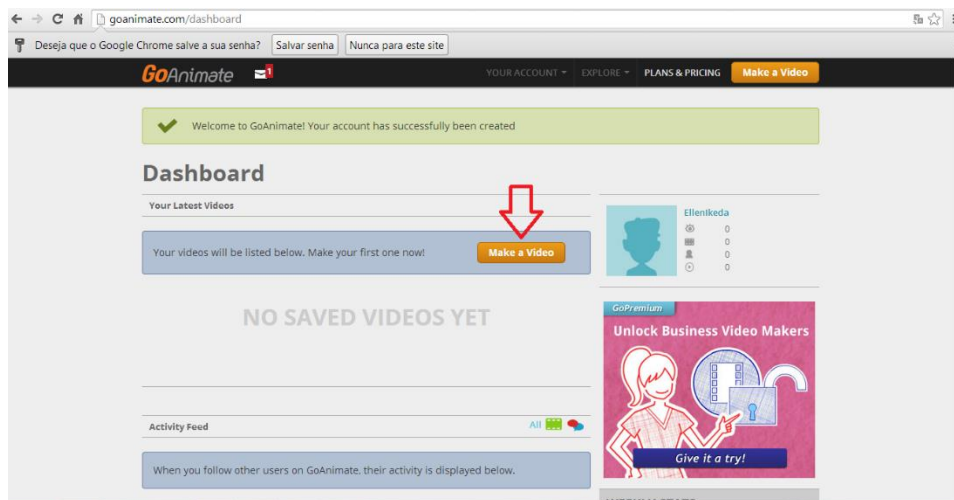 goanimate.com/dashboard
Deseja que o Google Chrome salve a sua senha? Salvar senha Nunca para este site
GoAnimate 1 YOUR ACCOUNT EXPLORE PLANS & PRICING Make a Video
Welcome to GoAnimate! Your account has successfully been created
Dashboard
Your Latest Videos
Your videos will be listed below. Make your first one now! Make a Video
NO SAVED VIDEOS YET
EllenIkeda
0
0
0
0
GoPremium
Unlock Business Video Makers
Give it a try!
Activity Feed All
When you follow other users on GoAnimate, their activity is displayed below.